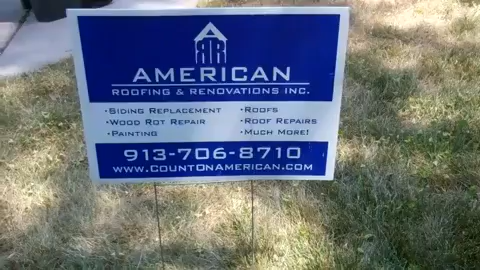 ARR
AMERICAN
ROOFING & RENOVATIONS INC.
·SIDING REPLACEMENT ·ROOFS
·WOOD ROT REPAIR ·ROOF REPAIRS
·PAINTING ·MUCH MORE!
913-706-8710
WWW.COUNTONAMERICAN.COM